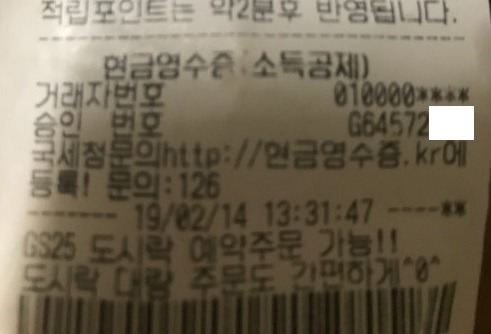 적립포인트는 약2분후 반영됩니다.
현금영수증(소득공제)
거래자번호 010000****
승인 번호 G64572
국세청문의http://현금영수증.kr에
등록! 문의:126
------- 19/02/14 13:31:47 ----**
GS25 도시락 예약주문 가능!!
도시락 대량 주문도 간편하게^0^